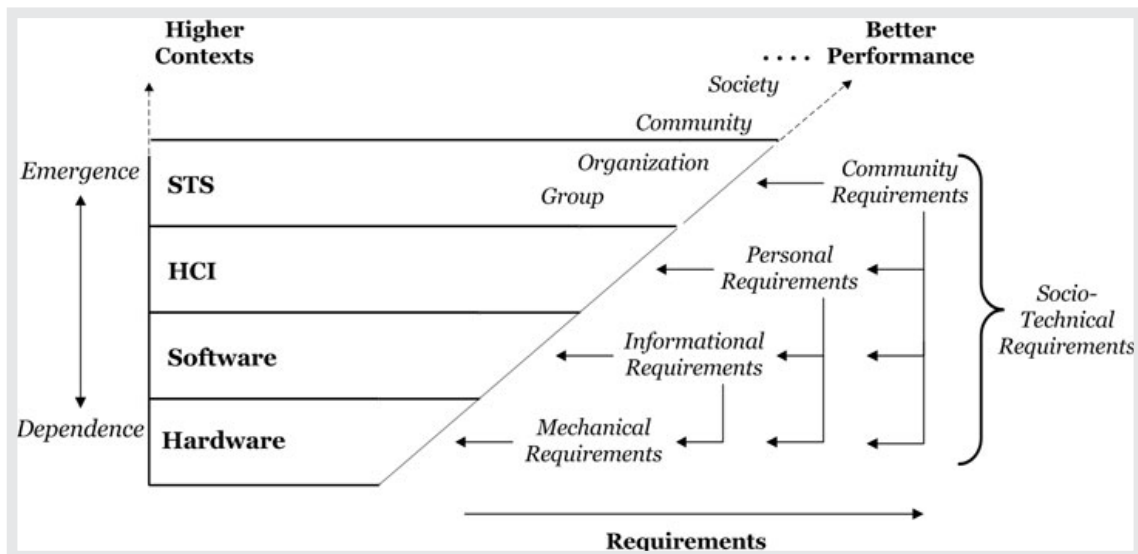 Higher
Contexts
Better
Performance
Society
Community
Emergence
STS
Organization
Group
Community
Requirements
HCI
Personal
Requirements
Socio-
Technical
Requirements
Software
Informational
Requirements
Dependence
Hardware
Mechanical
Requirements
Requirements